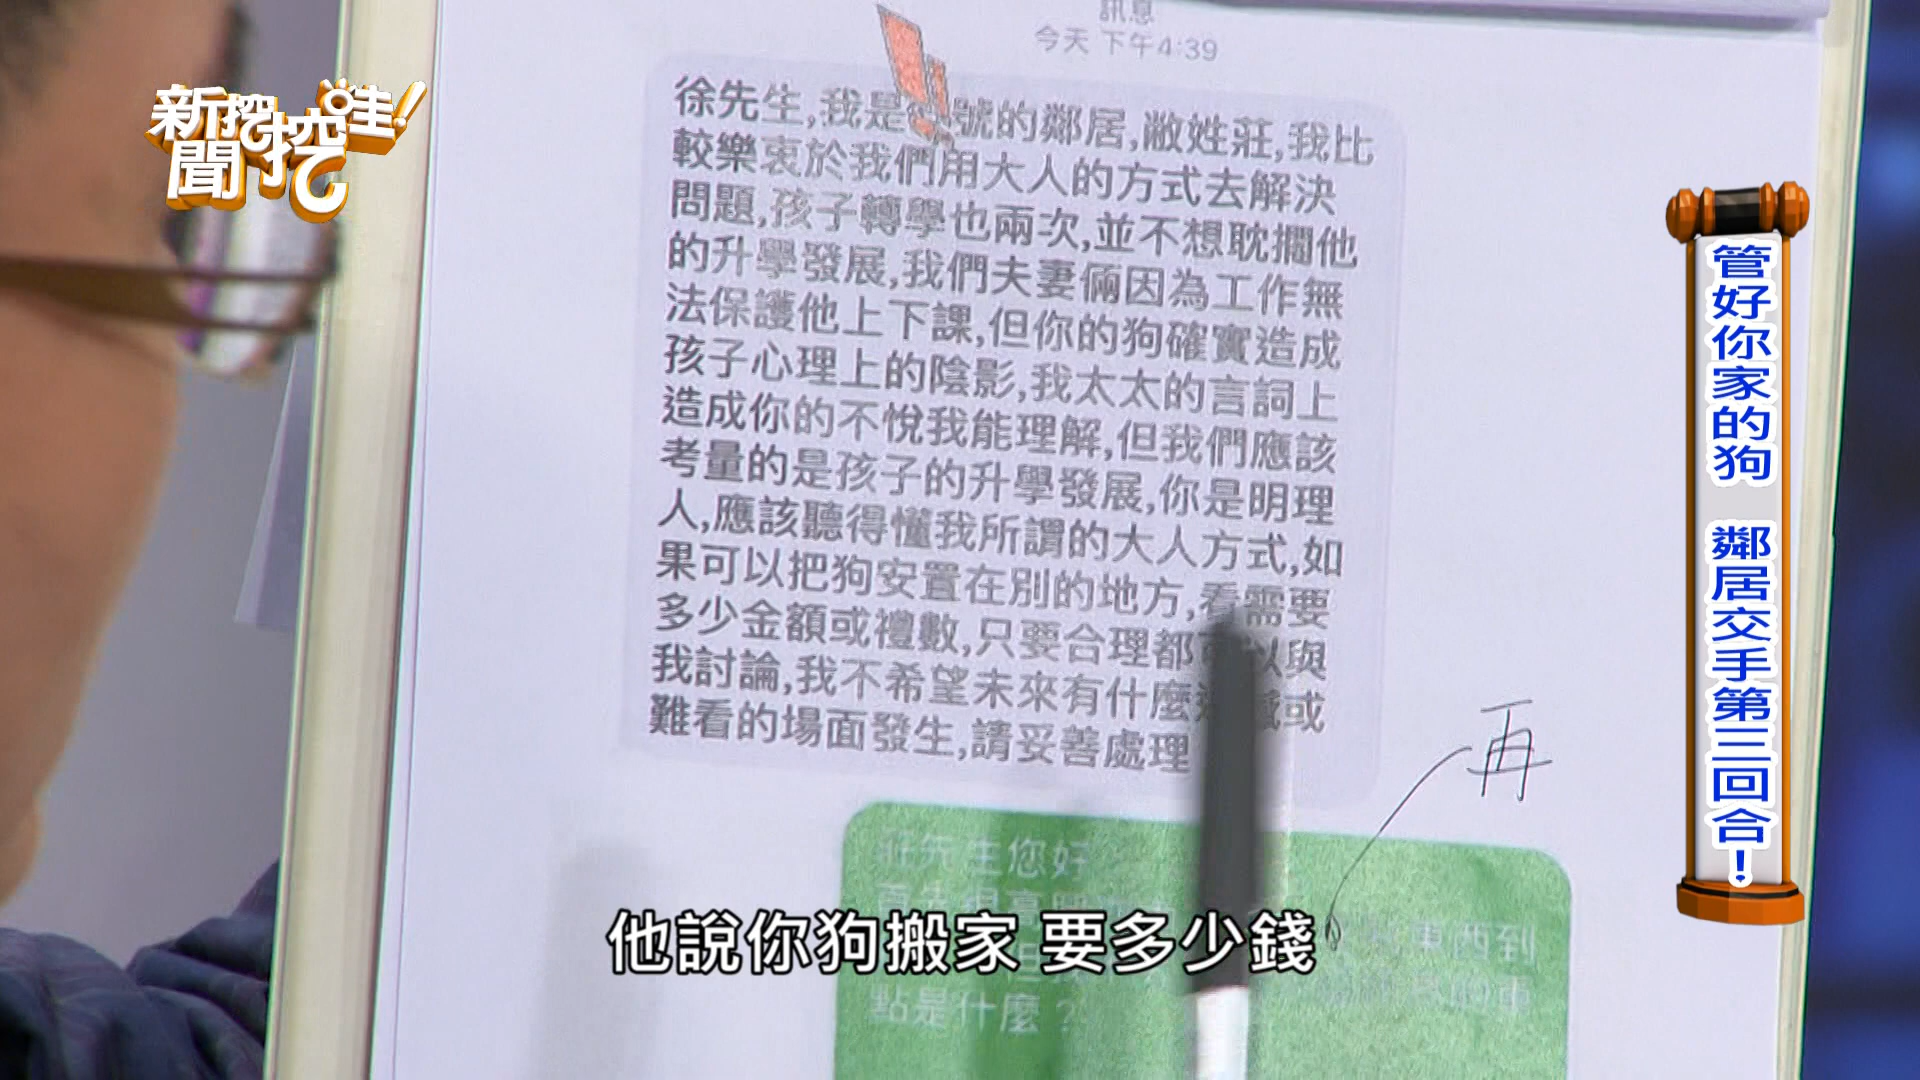 新聞挖挖哇!
訊息
今天 下午4:39
徐先生,我是 號的鄰居,敝姓莊,我比
較樂衷於我們用大人的方式去解決
問題,孩子轉學也兩次,並不想耽擱他
的升學發展,我們夫妻倆因為工作無
法保護他上下課,但你的狗確實造成
孩子心理上的陰影,我太太的言詞上
造成你的不悅我能理解,但我們應該
考量的是孩子的升學發展,你是明理
人,應該聽得懂我所謂的大人方式,如
果可以把狗安置在別的地方,看需要
多少金額或禮數,只要合理都 以與
我討論,我不希望未來有什麼 憾或
難看的場面發生,請妥善處理
再
莊先生您好
東西到
點是什麼?
他說你狗搬家 要多少錢
管好你家的狗 鄰居交手第三回合!